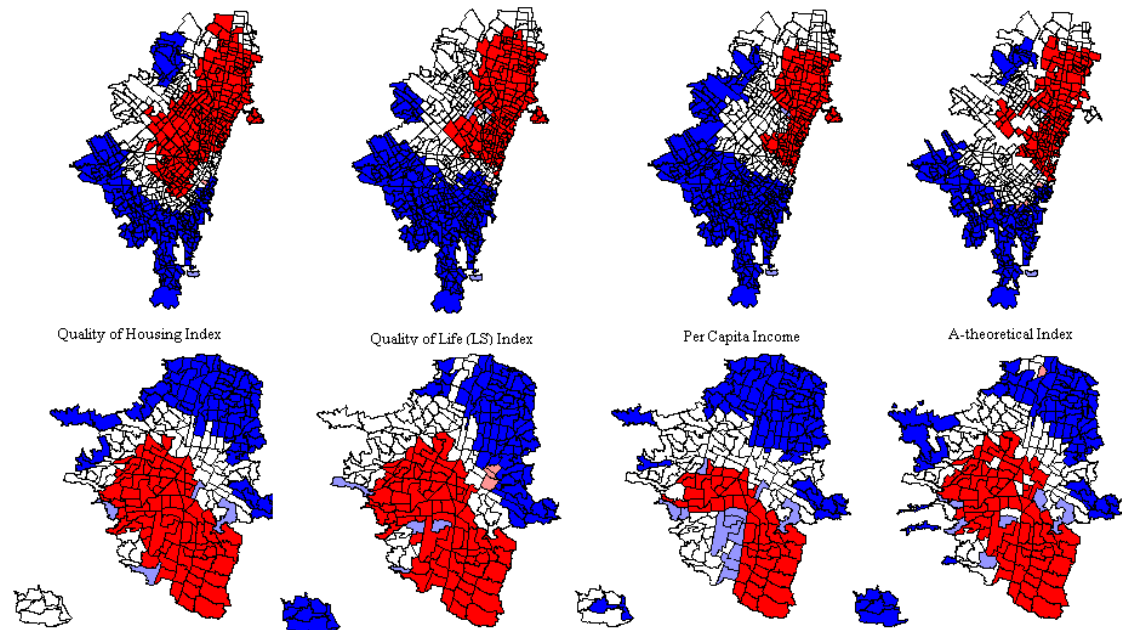 Quality of Housing Index
Quality of Life (LS) Index
Per Capita Income
A-theoretical Index